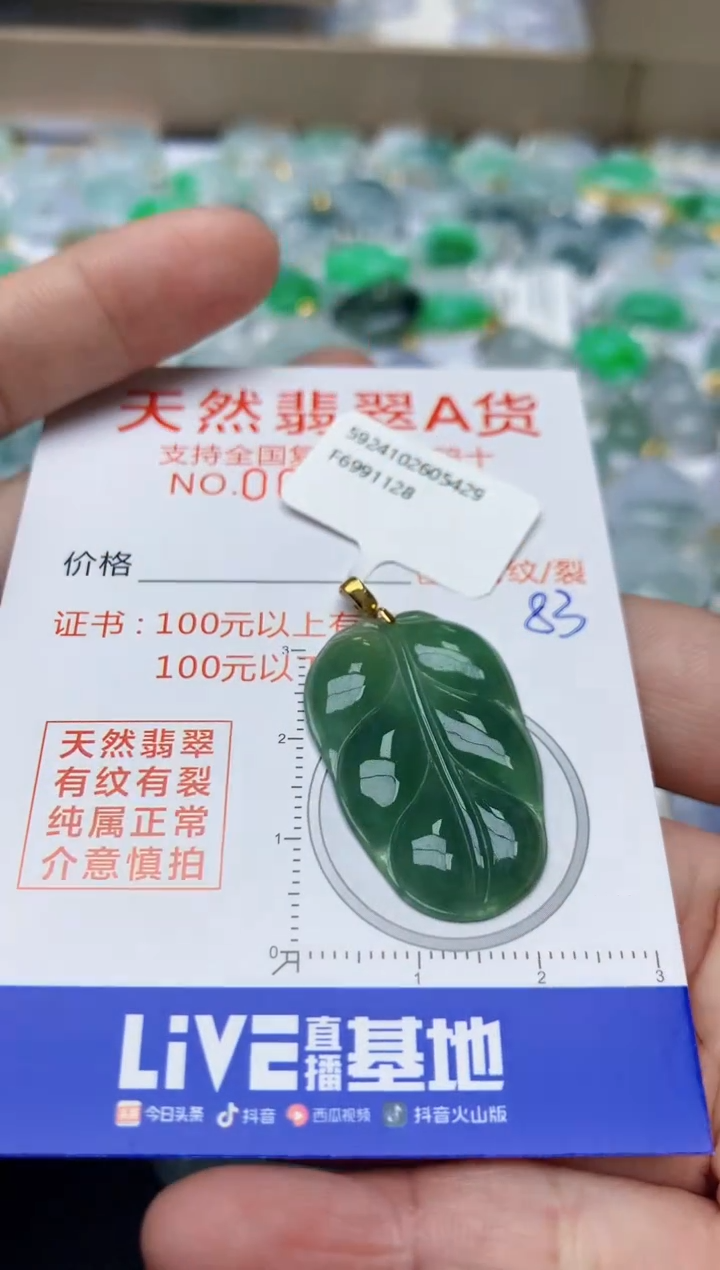 天然翡翠A货
支持全国复
NO.00
5924102605429
F6991128
价格
纹/裂
83
证书:100元以上有
100元以下
天然翡翠
有纹有裂
纯属正常
介意慎拍
3
2
1
0
1 2 3
LiVE直播基地
今日头条 抖音 西瓜视频 抖音火山版